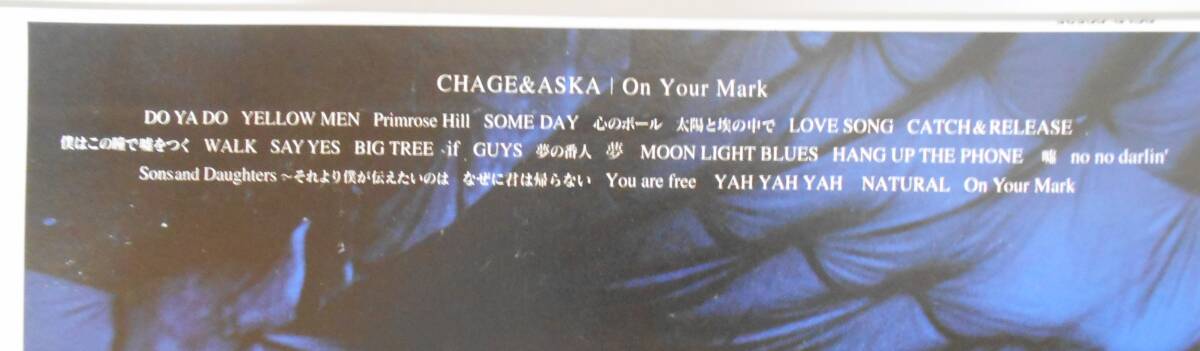 CHAGE&ASKA | On Your Mark
DO YA DO YELLOW MEN Primrose Hill SOME DAY 心のボール 太陽と埃の中で LOVE SONG CATCH & RELEASE
僕はこの瞳で嘘をつく WALK SAY YES BIG TREE if GUYS 夢の番人 夢 MOON LIGHT BLUES HANG UP THE PHONE 嘘 no no darlin'
Sons and Daughters ～それより僕が伝えたいのは なぜに君は帰らない You are free YAH YAH YAH NATURAL On Your Mark